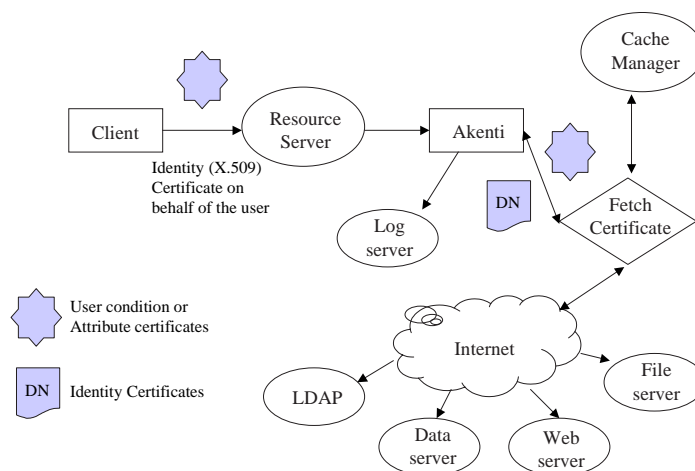 Cache
Manager
Client
Resource
Server
Akenti
Identity (X.509)
Certificate on
behalf of the user
DN
Fetch
Certificate
Log
server
User condition or
Attribute certificates
Internet
DN
Identity Certificates
LDAP
File
server
Data
server
Web
server